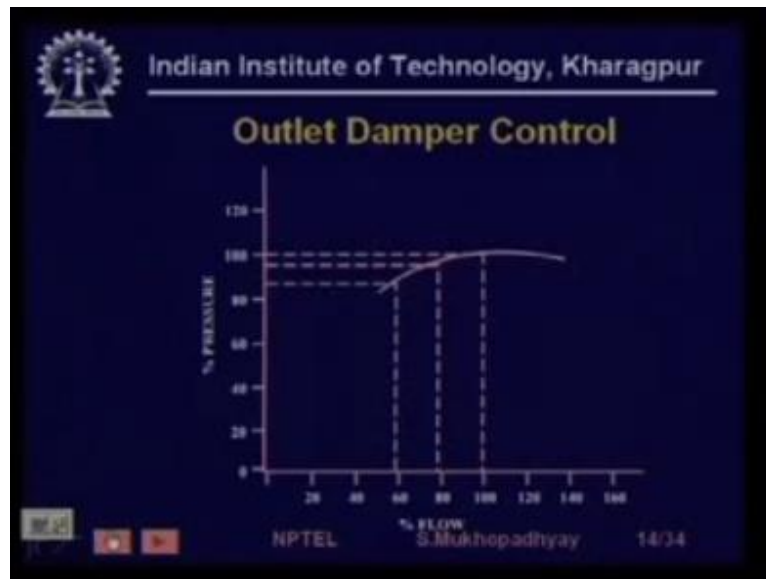 Indian Institute of Technology, Kharagpur
Outlet Damper Control
120
100
80
60
40
20
0
% PRESSURE
20 40 60 80 100 120 140 160
% FLOW
NPTEL S.Mukhopadhyay 14/34